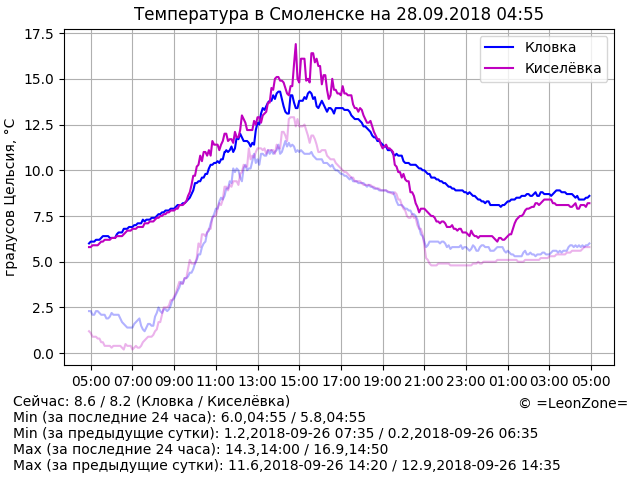 Температура в Смоленске на 28.09.2018 04:55
17.5
15.0
12.5
10.0
7.5
5.0
2.5
0.0
градусов Цельсия, °C
Кловка
Киселёвка
05:00 07:00 09:00 11:00 13:00 15:00 17:00 19:00 21:00 23:00 01:00 03:00 05:00
Сейчас: 8.6 / 8.2 (Кловка / Киселёвка)
© =LeonZone=
Min (за последние 24 часа): 6.0,04:55 / 5.8,04:55
Min (за предыдущие сутки): 1.2,2018-09-26 07:35 / 0.2,2018-09-26 06:35
Max (за последние 24 часа): 14.3,14:00 / 16.9,14:50
Max (за предыдущие сутки): 11.6,2018-09-26 14:20 / 12.9,2018-09-26 14:35